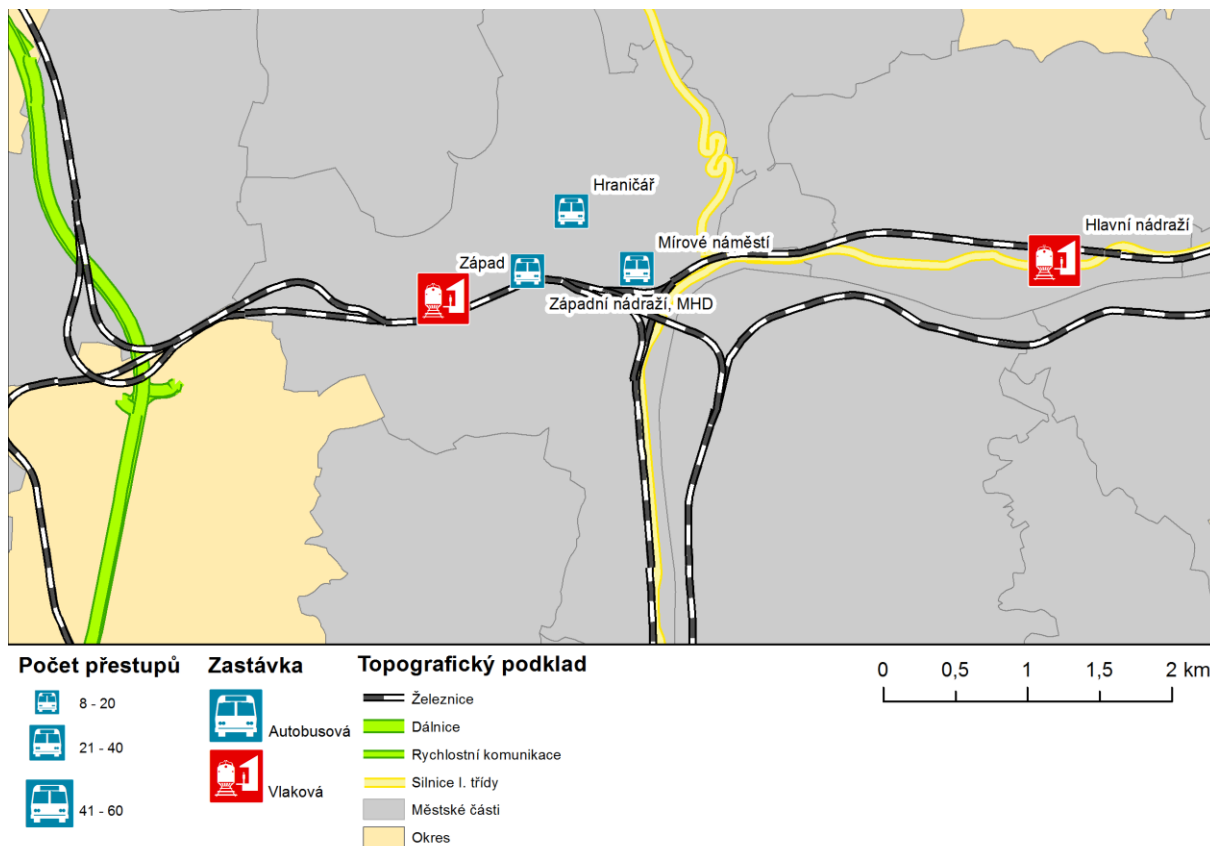 Hraničář
Mírové náměstí
Hlavní nádraží
Západ
Západní nádraží, MHD
Počet přestupů
8 - 20
21 - 40
41 - 60
Zastávka
Autobusová
Vlaková
Topografický podklad
Železnice
Dálnice
Rychlostní komunikace
Silnice I. třídy
Městské části
Okres
0 0,5 1 1,5 2 km